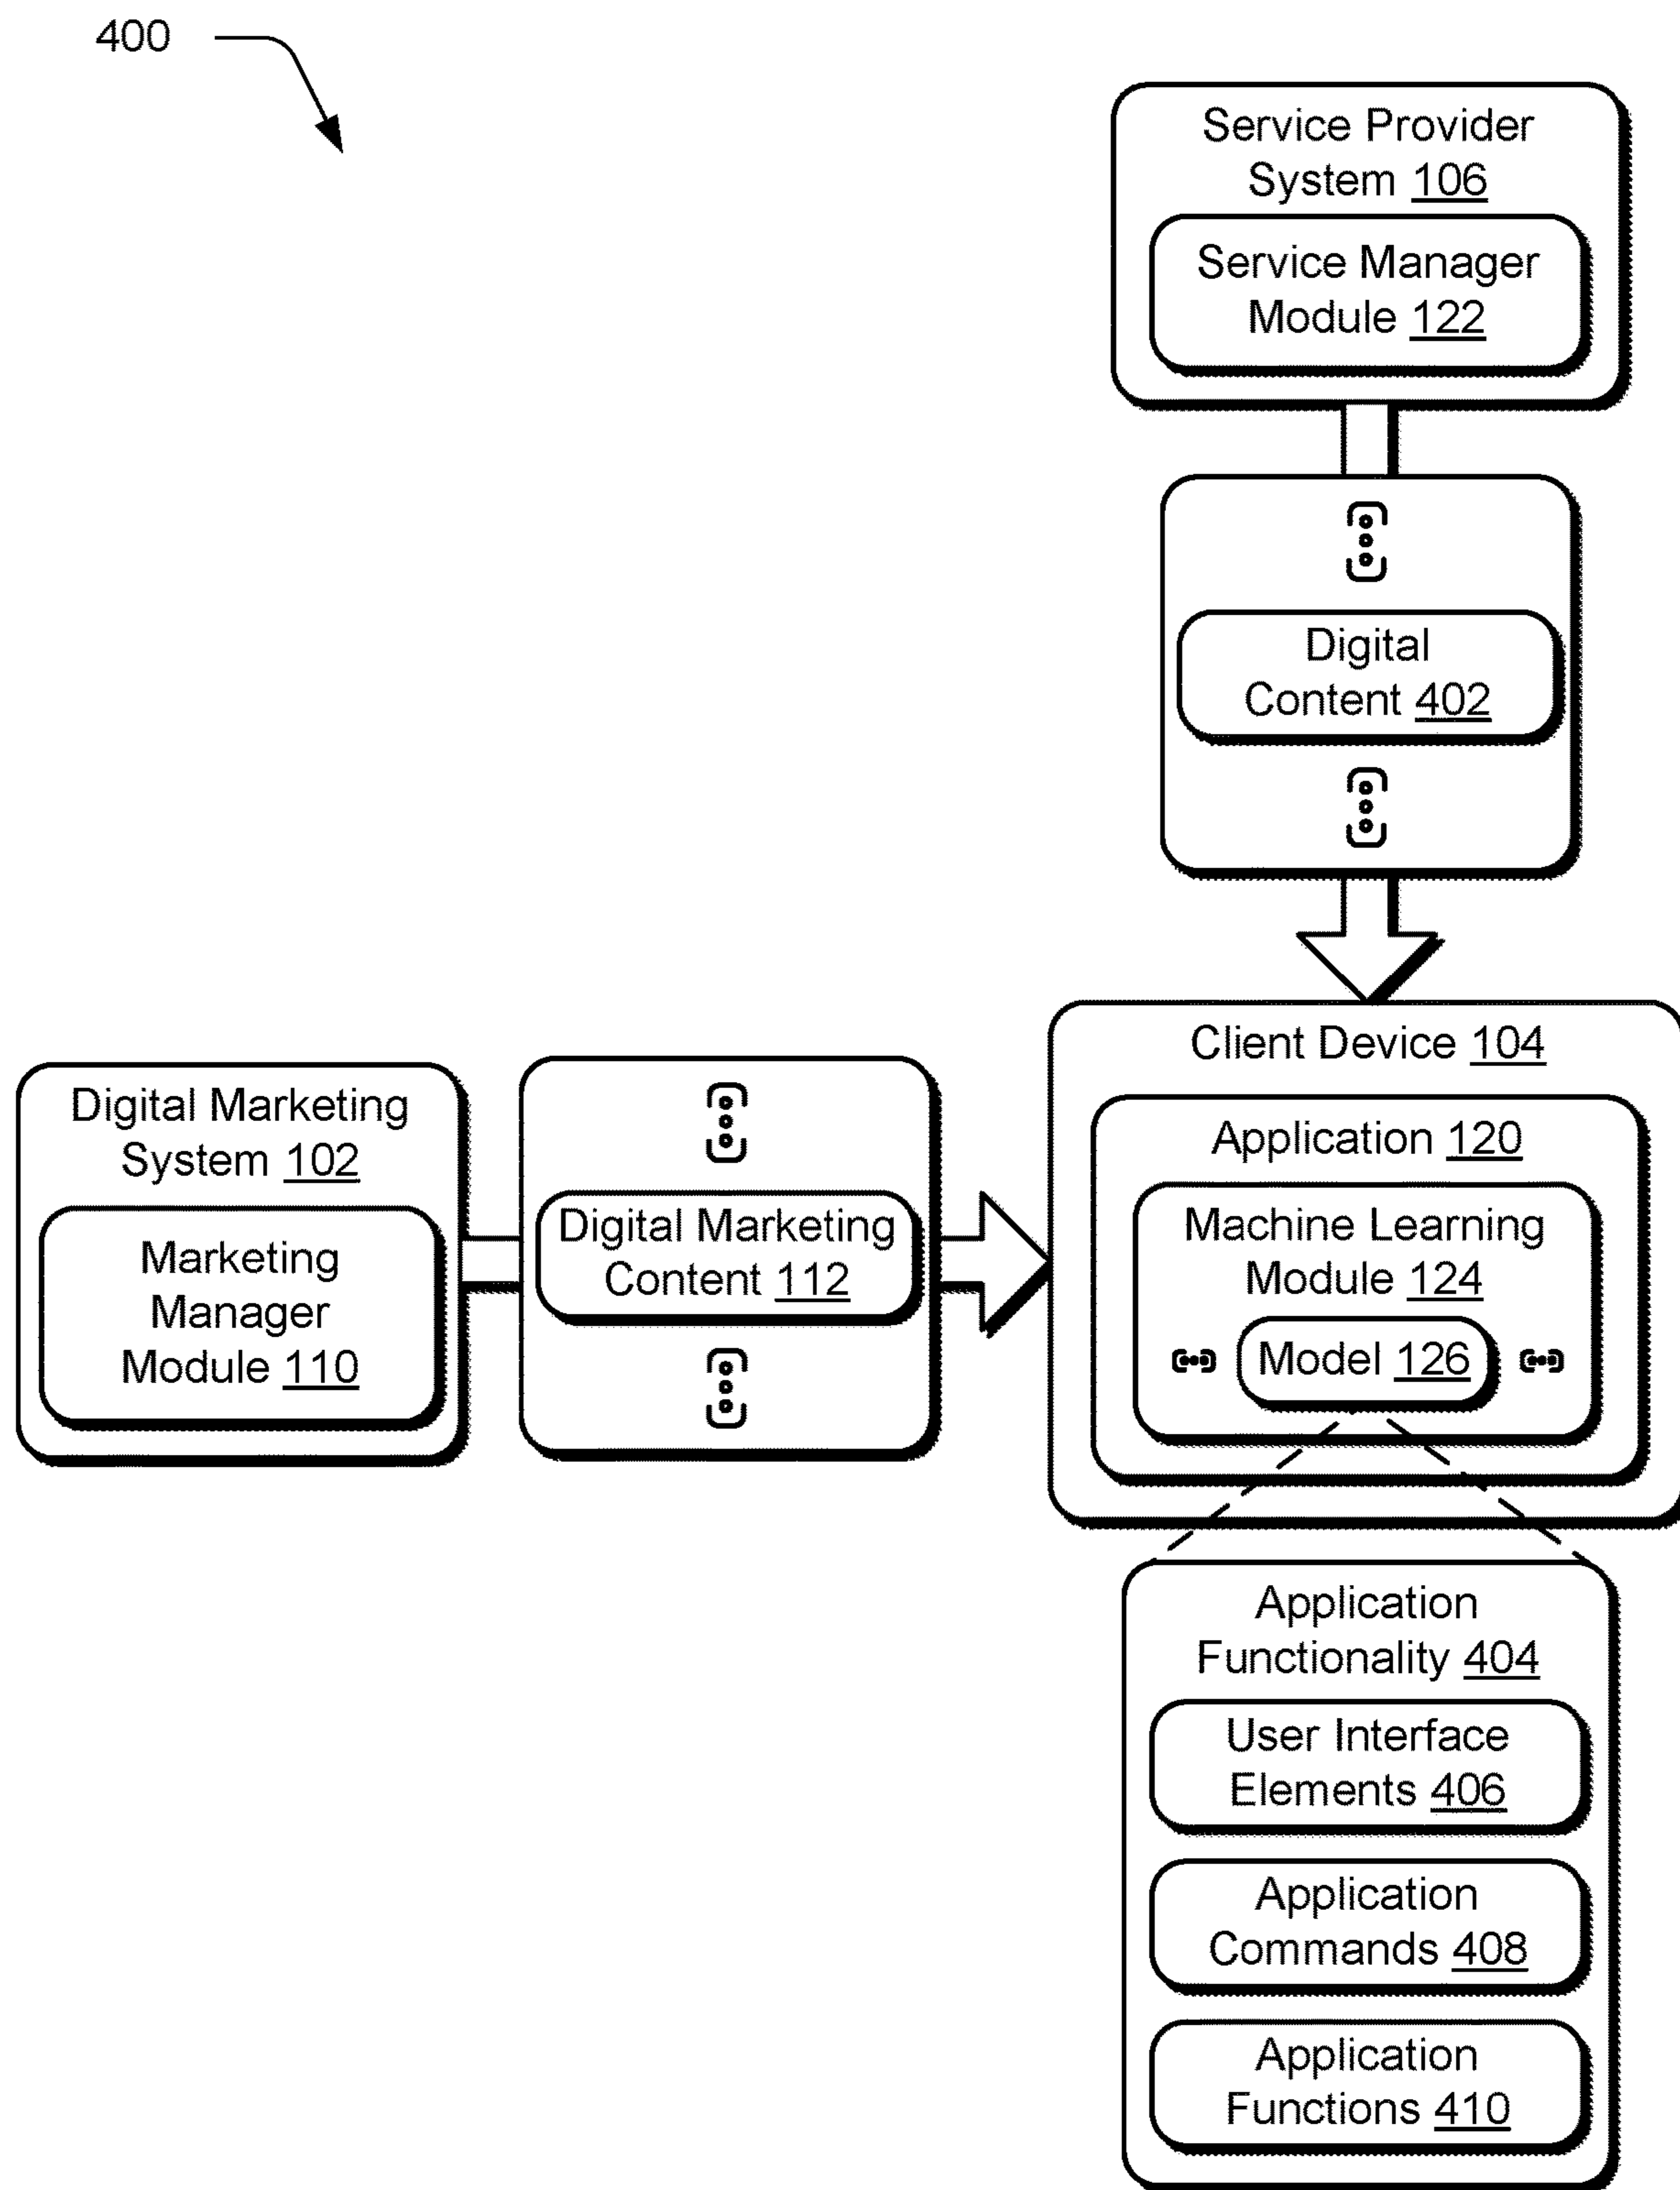 400
Service Provider
System 106
Service Manager
Module 122
Digital
Content 402
Client Device 104
Application 120
Machine Learning
Module 124
Model 126
Digital Marketing
System 102
Marketing
Manager
Module 110
Digital Marketing
Content 112
Application
Functionality 404
User Interface
Elements 406
Application
Commands 408
Application
Functions 410